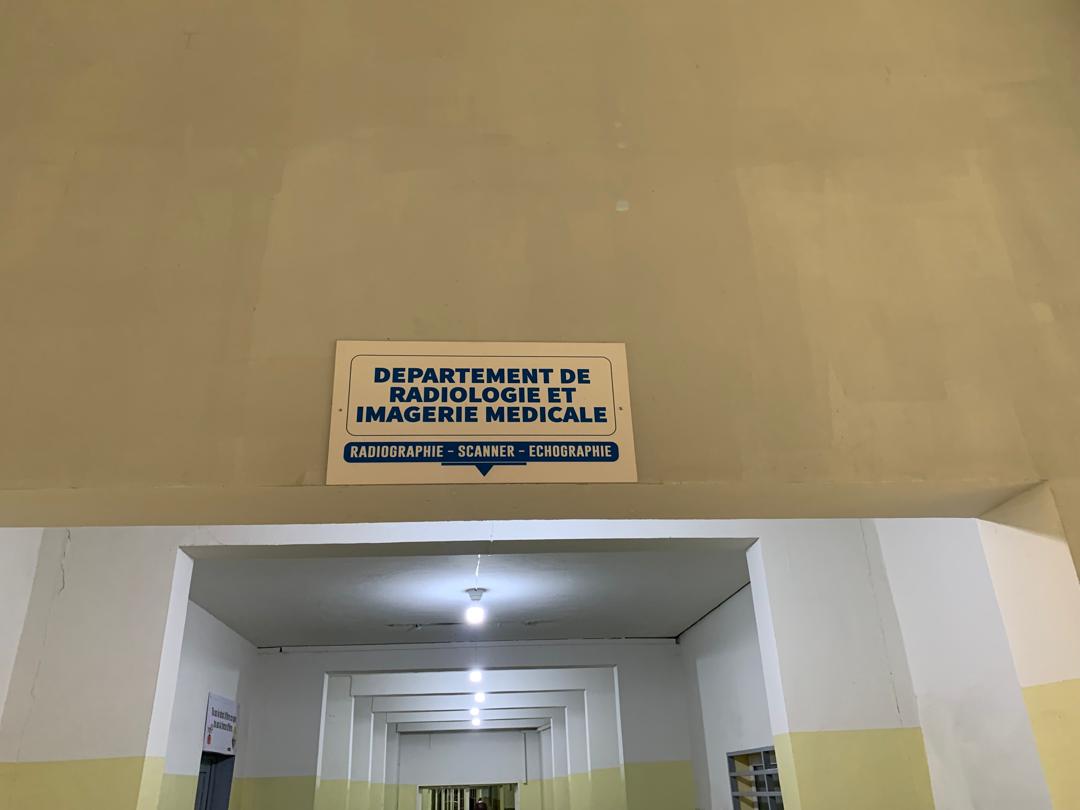 DEPARTEMENT DE
RADIOLOGIE ET
IMAGERIE MEDICALE
RADIOGRAPHIE - SCANNER - ECHOGRAPHIE